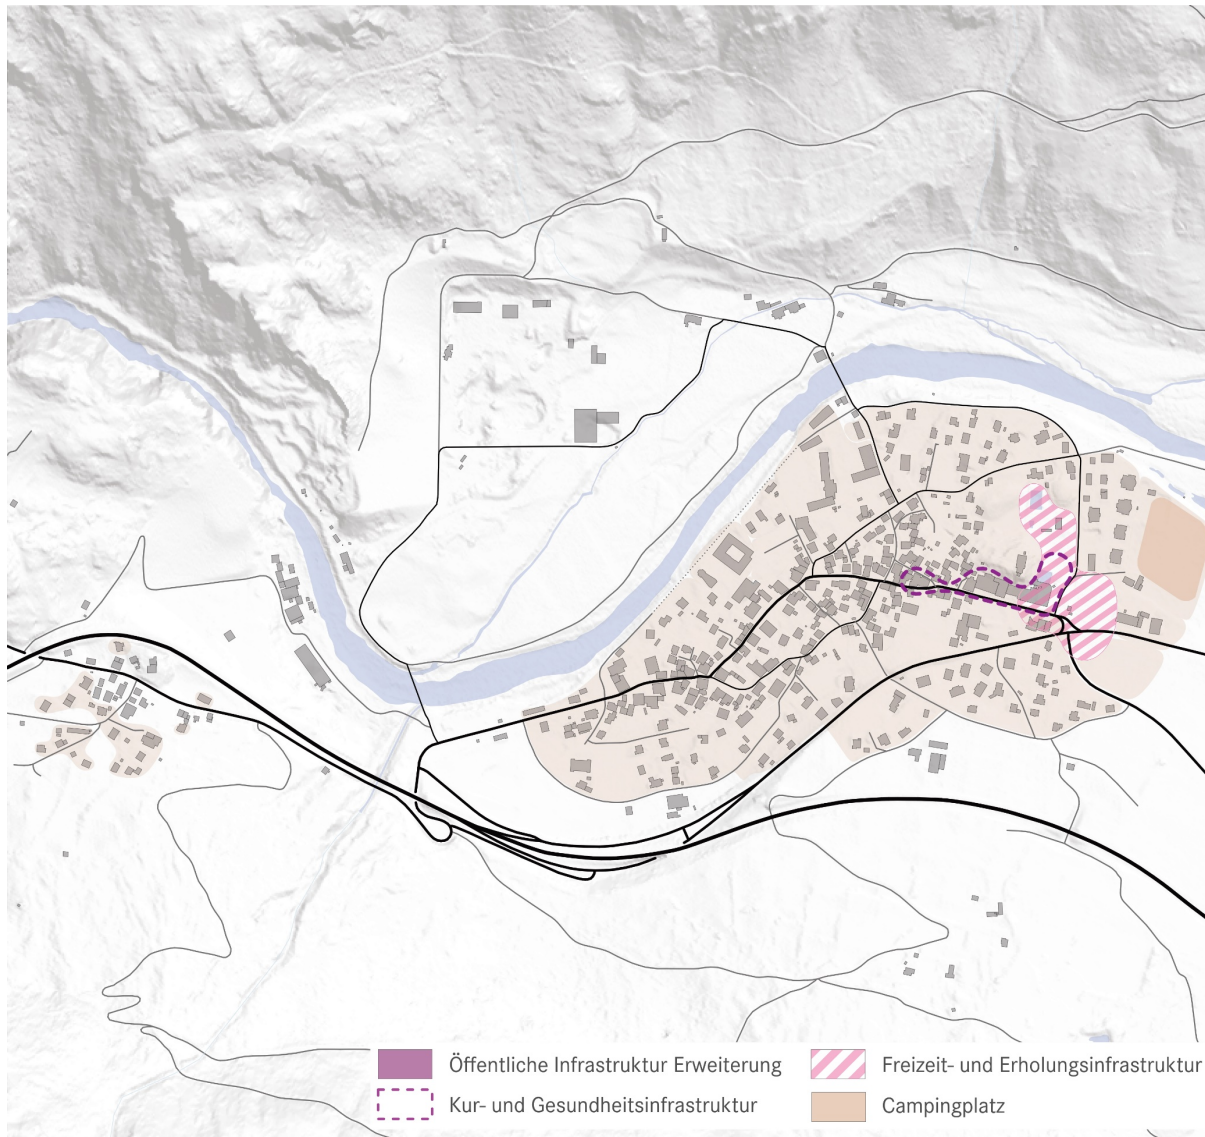 Öffentliche Infrastruktur Erweiterung
Kur- und Gesundheitsinfrastruktur
Freizeit- und Erholungsinfrastruktur
Campingplatz